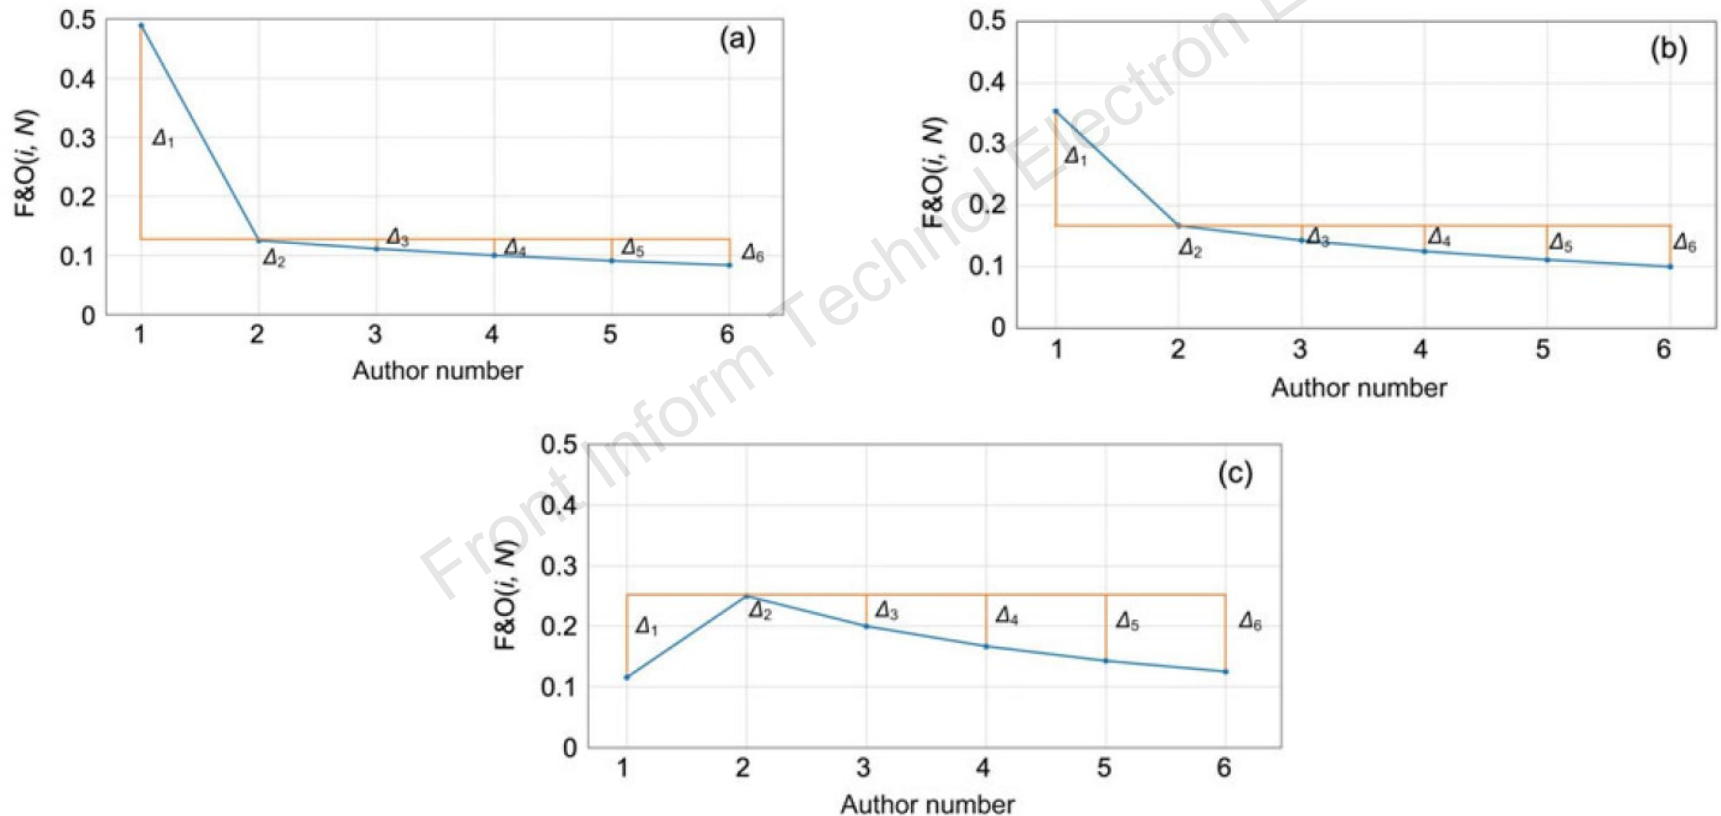 (a)
F&O(i, N)
0.5
0.4
0.3
0.2
0.1
0
Δ1
Δ2
Δ3
Δ4
Δ5
Δ6
1 2 3 4 5 6
Author number
(b)
F&O(i, N)
0.5
0.4
0.3
0.2
0.1
0
Δ1
Δ2
Δ3
Δ4
Δ5
Δ6
1 2 3 4 5 6
Author number
(c)
F&O(i, N)
0.5
0.4
0.3
0.2
0.1
0
Δ1
Δ2
Δ3
Δ4
Δ5
Δ6
1 2 3 4 5 6
Author number
Front Inform Technol Electron